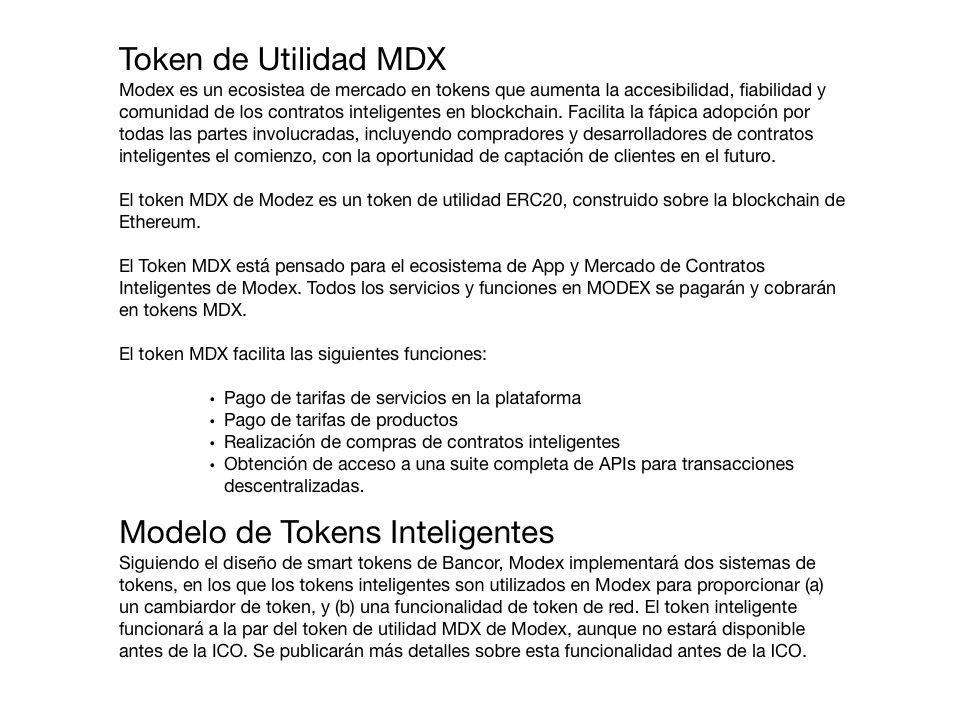 Token de Utilidad MDX
Modex es un ecosistea de mercado en tokens que aumenta la accesibilidad, fiabilidad y
comunidad de los contratos inteligentes en blockchain. Facilita la fápica adopción por
todas las partes involucradas, incluyendo compradores y desarrolladores de contratos
inteligentes el comienzo, con la oportunidad de captación de clientes en el futuro.
El token MDX de Modez es un token de utilidad ERC20, construido sobre la blockchain de
Ethereum.
El Token MDX está pensado para el ecosistema de App y Mercado de Contratos
Inteligentes de Modex. Todos los servicios y funciones en MODEX se pagarán y cobrarán
en tokens MDX.
El token MDX facilita las siguientes funciones:
• Pago de tarifas de servicios en la plataforma
• Pago de tarifas de productos
• Realización de compras de contratos inteligentes
• Obtención de acceso a una suite completa de APIs para transacciones
descentralizadas.
Modelo de Tokens Inteligentes
Siguiendo el diseño de smart tokens de Bancor, Modex implementará dos sistemas de
tokens, en los que los tokens inteligentes son utilizados en Modex para proporcionar (a)
un cambiardor de token, y (b) una funcionalidad de token de red. El token inteligente
funcionará a la par del token de utilidad MDX de Modex, aunque no estará disponible
antes de la ICO. Se publicarán más detalles sobre esta funcionalidad antes de la ICO.